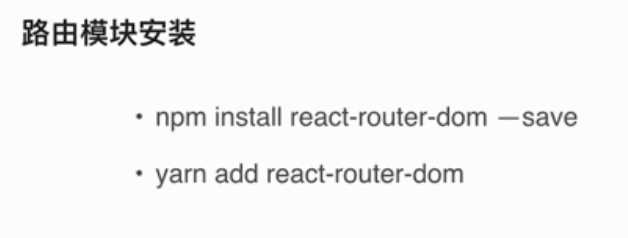 路由模块安装
• npm install react-router-dom —save
• yarn add react-router-dom